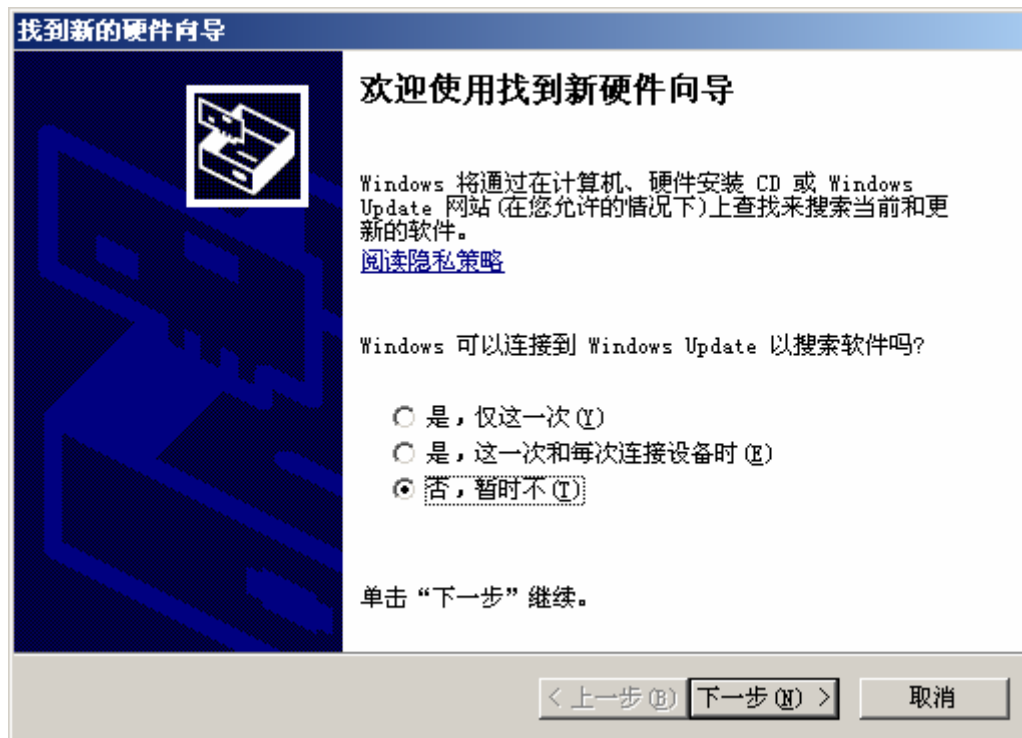 找到新的硬件向导
欢迎使用找到新硬件向导
Windows 将通过在计算机、硬件安装 CD 或 Windows
Update 网站(在您允许的情况下)上查找来搜索当前和更
新的软件。
阅读隐私策略
Windows 可以连接到 Windows Update 以搜索软件吗?
是，仅这一次(Y)
是，这一次和每次连接设备时(E)
否，暂时不(T)
单击“下一步”继续。
< 上一步(B) 下一步(N) > 取消